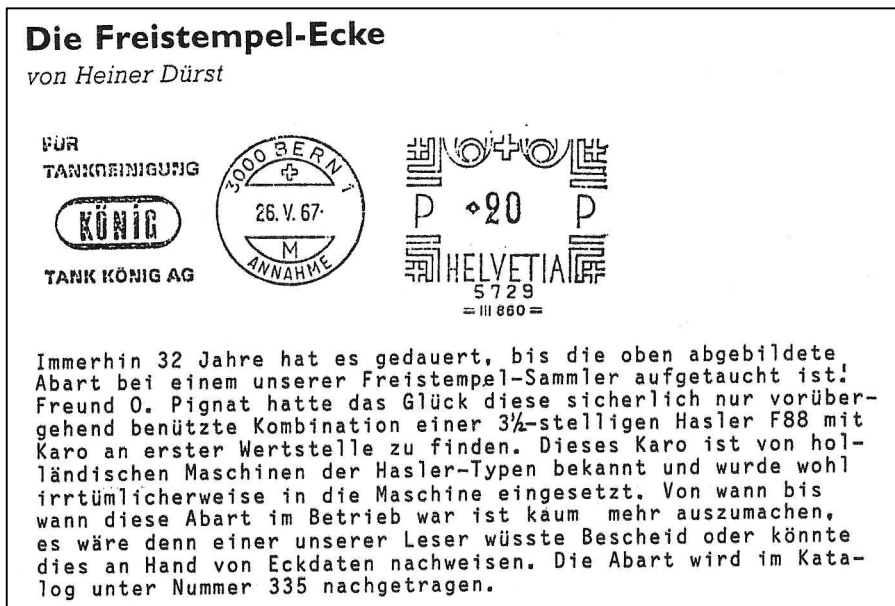 Die Freistempel-Ecke
von Heiner Dürst
FÜR
TANKREINIGUNG
KÖNIG
TANK KÖNIG AG
3000 BERN 1
26. V. 67·
M
ANNAHME
P ⋄20 P
HELVETIA
5729
= III 860 =
Immerhin 32 Jahre hat es gedauert, bis die oben abgebildete
Abart bei einem unserer Freistempel-Sammler aufgetaucht ist!
Freund O. Pignat hatte das Glück diese sicherlich nur vorüber-
gehend benützte Kombination einer 3½-stelligen Hasler F88 mit
Karo an erster Wertstelle zu finden. Dieses Karo ist von hol-
ländischen Maschinen der Hasler-Typen bekannt und wurde wohl
irrtümlicherweise in die Maschine eingesetzt. Von wann bis
wann diese Abart im Betrieb war ist kaum mehr auszumachen,
es wäre denn einer unserer Leser wüsste Bescheid oder könnte
dies an Hand von Eckdaten nachweisen. Die Abart wird im Kata-
log unter Nummer 335 nachgetragen.